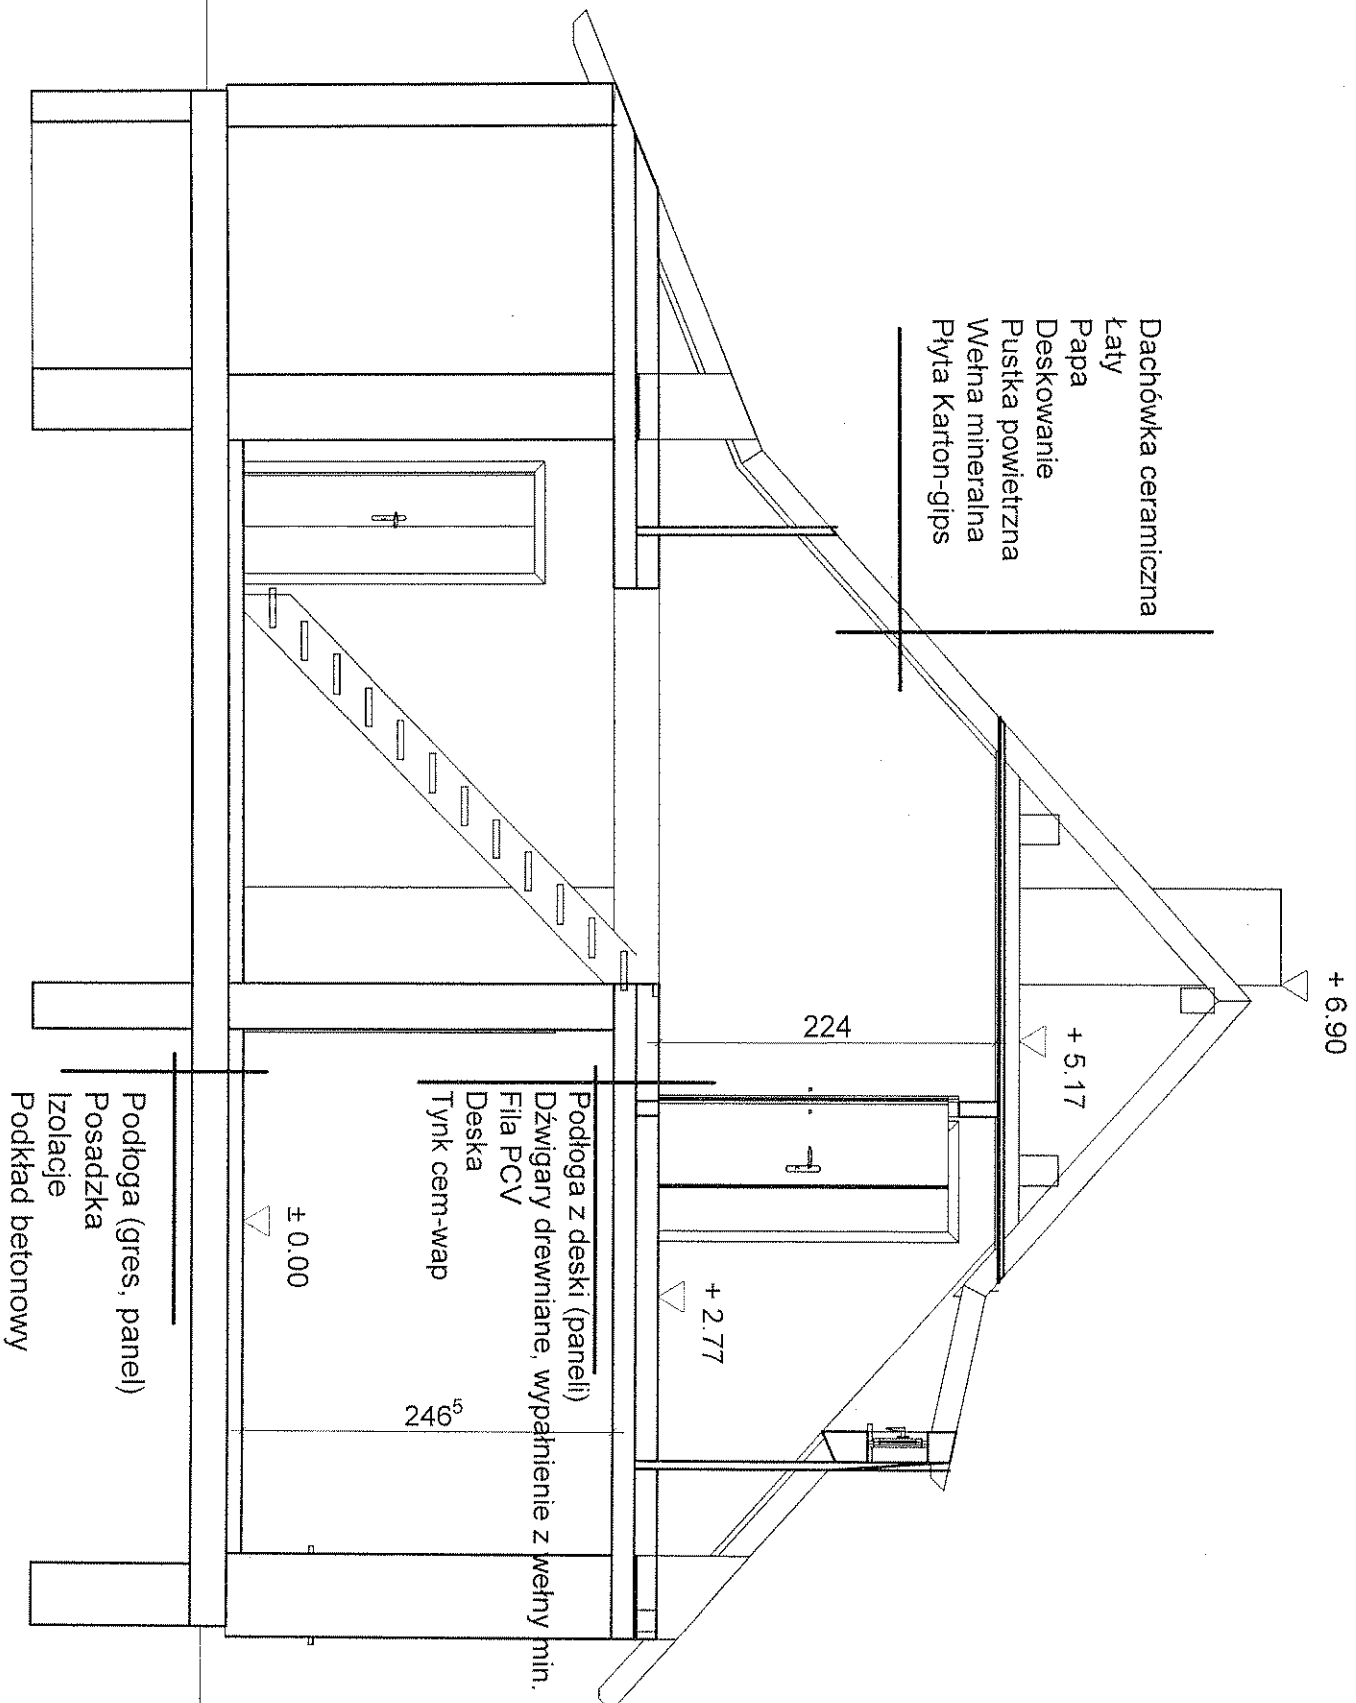 + 6.90
+ 5.17
Dachówka ceramiczna
Łaty
Papa
Deskowanie
Pustka powietrzna
Wełna mineralna
Płyta Karton-gips
224
+ 2.77
Podłoga z deski (paneli)
Dźwigary drewniane, wypałnienie z wełny min.
Fila PCV
Deska
Tynk cem-wap
246⁵
± 0.00
Podłoga (gres, panel)
Posadzka
Izolacje
Podkład betonowy